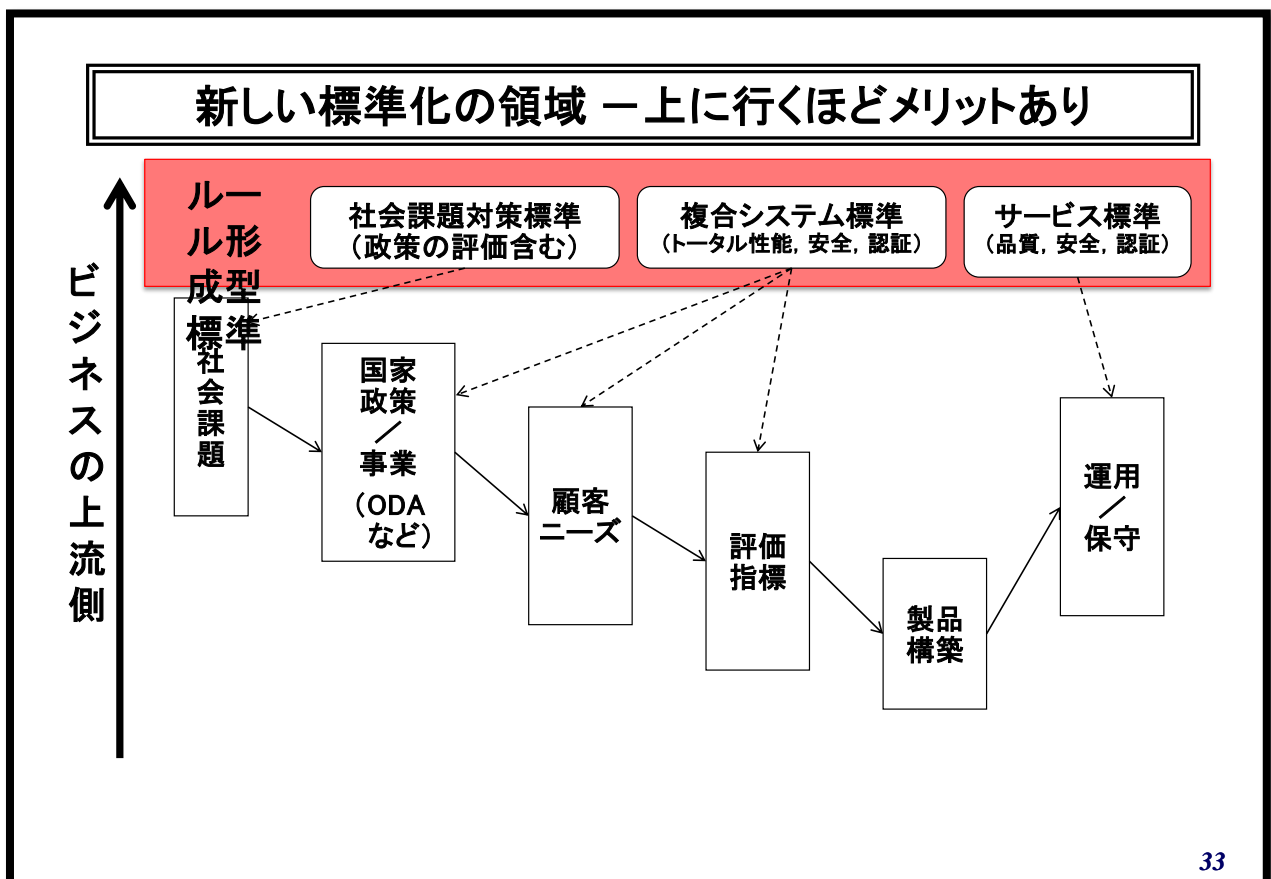 新しい標準化の領域 －上に行くほどメリットあり
ルー
ル形
成型
標準
社会課題対策標準
（政策の評価含む）
複合システム標準
（トータル性能，安全，認証）
サービス標準
（品質，安全，認証）
ビジネスの上流側
社会課題
国家
政策
／
事業
（ODA
など）
顧客
ニーズ
評価
指標
製品
構築
運用
／
保守
33